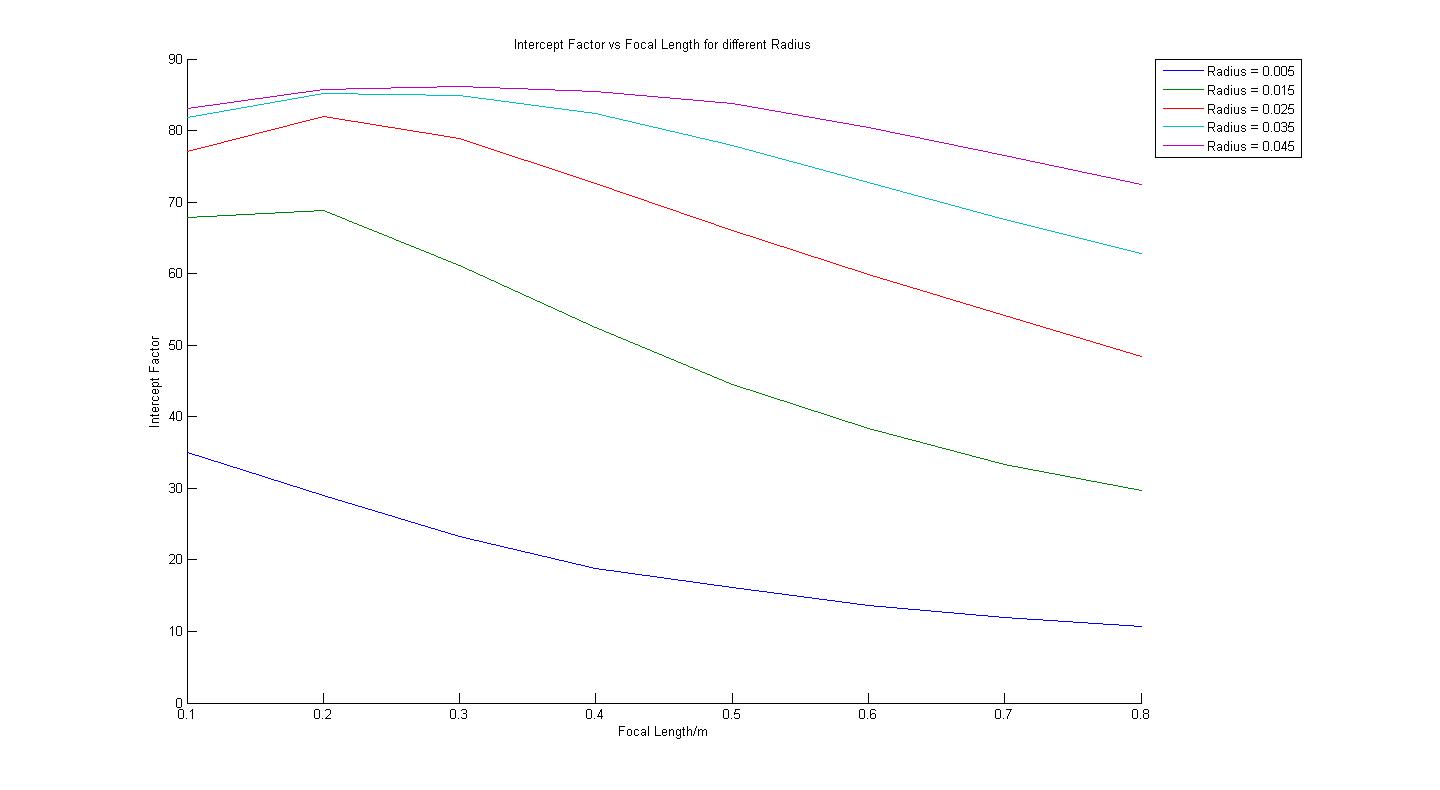 Intercept Factor vs Focal Length for different Radius
90
80
70
60
50
40
30
20
10
0
Intercept Factor
0.1 0.2 0.3 0.4 0.5 0.6 0.7 0.8
Focal Length/m
Radius = 0.005
Radius = 0.015
Radius = 0.025
Radius = 0.035
Radius = 0.045